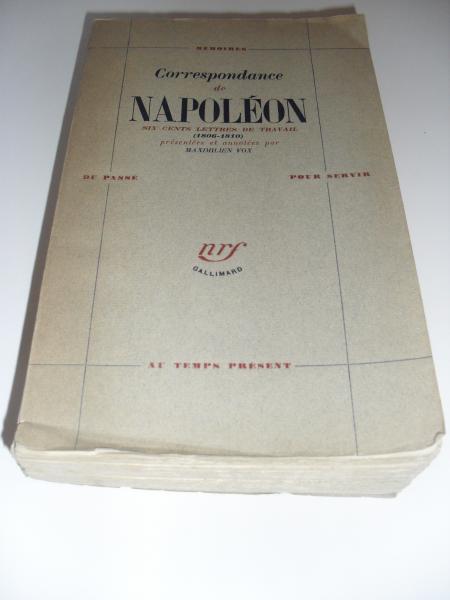 MÉMOIRES
Correspondance
de
NAPOLÉON
SIX CENTS LETTRES DE TRAVAIL
(1806-1810)
présentées et annotées par
MAXIMILIEN VOX
DU PASSÉ
POUR SERVIR
nrf
GALLIMARD
AU TEMPS PRÉSENT